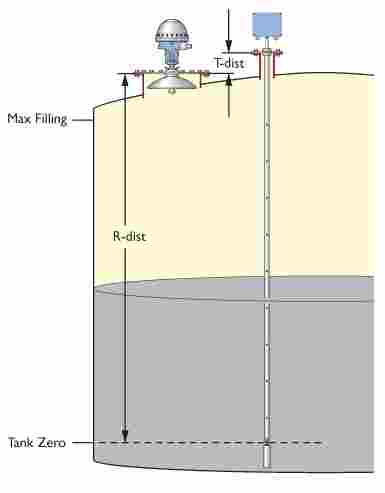 T-dist
Max Filling
R-dist
Tank Zero